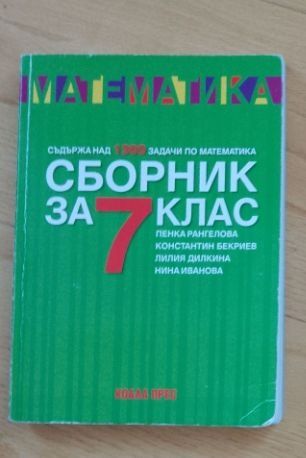 МАТЕМАТИКА
СЪДЪРЖА НАД 1300 ЗАДАЧИ ПО МАТЕМАТИКА
СБОРНИК
ЗА 7 КЛАС
ПЕНКА РАНГЕЛОВА
КОНСТАНТИН БЕКРИЕВ
ЛИЛИЯ ДИЛКИНА
НИНА ИВАНОВА